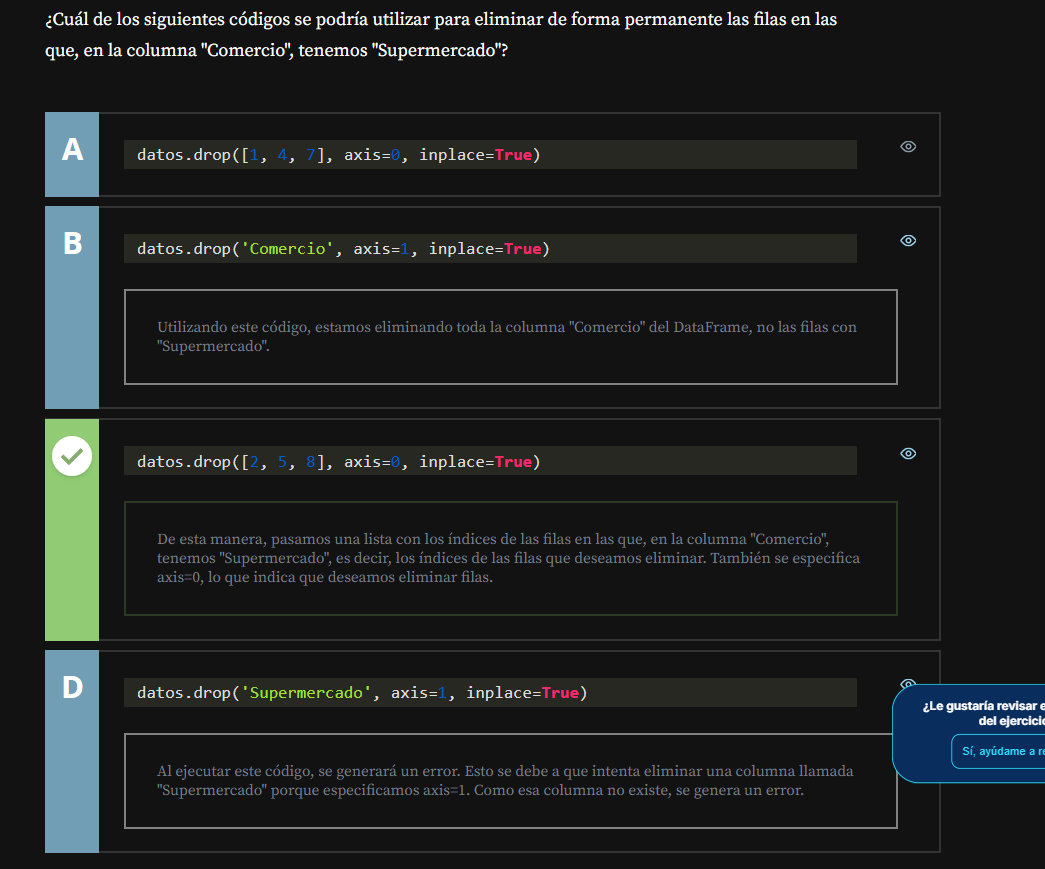 ¿Cuál de los siguientes códigos se podría utilizar para eliminar de forma permanente las filas en las
que, en la columna "Comercio", tenemos "Supermercado"?
A
datos.drop([1, 4, 7], axis=0, inplace=True)
B
datos.drop('Comercio', axis=1, inplace=True)
Utilizando este código, estamos eliminando toda la columna "Comercio" del DataFrame, no las filas con
"Supermercado".
datos.drop([2, 5, 8], axis=0, inplace=True)
De esta manera, pasamos una lista con los índices de las filas en las que, en la columna "Comercio",
tenemos "Supermercado", es decir, los índices de las filas que deseamos eliminar. También se especifica
axis=0, lo que indica que deseamos eliminar filas.
D
datos.drop('Supermercado', axis=1, inplace=True)
¿Le gustaría revisar e
del ejercicio
Sí, ayúdame a re
Al ejecutar este código, se generará un error. Esto se debe a que intenta eliminar una columna llamada
"Supermercado" porque especificamos axis=1. Como esa columna no existe, se genera un error.